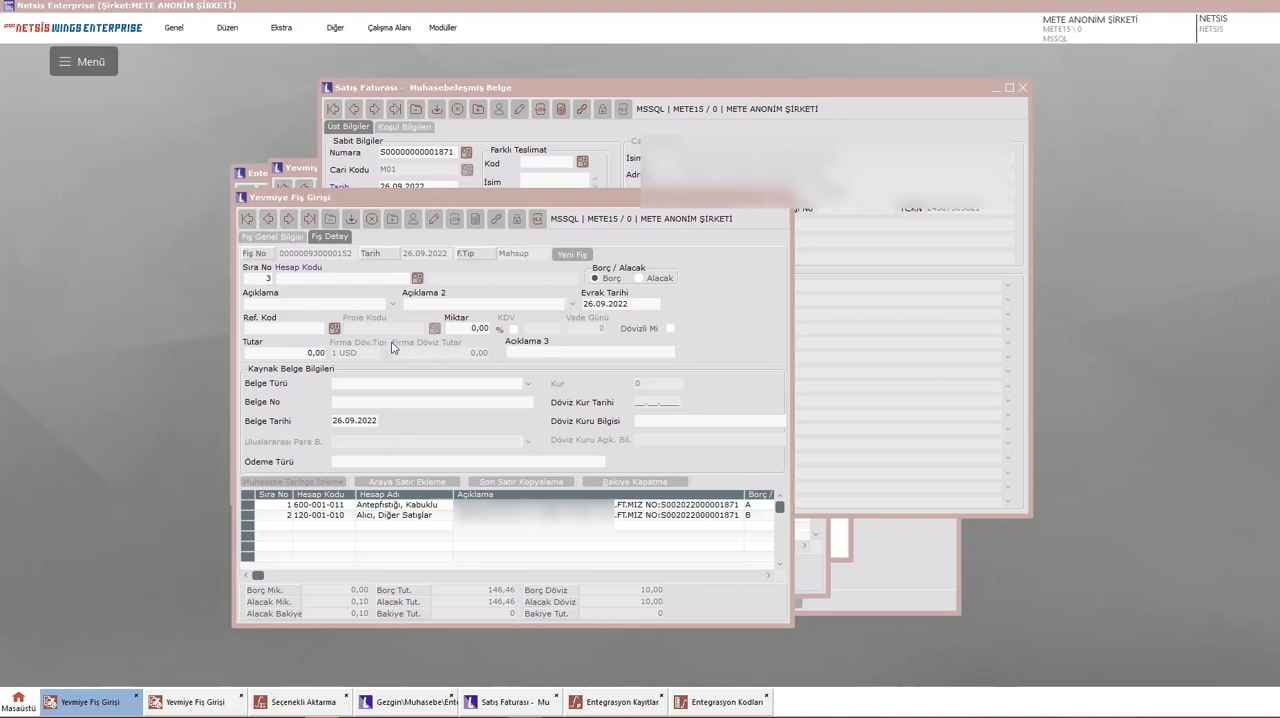 Netsis Enterprise (Şirket:METE ANONİM ŞİRKETİ)
logo NETSİS WINGS ENTERPRISE Genel Düzen Ekstra Diğer Çalışma Alanı Modüller
METE ANONİM ŞİRKETİ
METE15 \ 0
MSSQL
NETSİS
NETSİS
Menü
Satış Faturası - Muhasebeleşmiş Belge
MSSQL | METE15 / 0 | METE ANONİM ŞİRKETİ
Üst Bilgiler Koşul Bilgileri
Sabit Bilgiler
Numara S00000000001871
Cari Kodu M01
Tarih 26.09.2022
Farklı Teslimat
Kod
İsim
Yevmiye Fiş Girişi
MSSQL | METE15 / 0 | METE ANONİM ŞİRKETİ
Fiş Genel Bilgisi Fiş Detay
Fiş No 000000930000152 Tarih 26.09.2022 F.Tip Mahsup Yeni Fiş
Sıra No Hesap Kodu Borç / Alacak
3 Borç Alacak
Açıklama Açıklama 2 Evrak Tarihi
26.09.2022
Ref. Kod Proje Kodu Miktar KDV Vade Günü
0,00 % 0 Dövizli Mi
Tutar Firma Döv.Tipi Firma Döviz Tutar Açıklama 3
0,00 1 USD 0,00
Kaynak Belge Bilgileri
Belge Türü Kur 0
Belge No Döviz Kur Tarihi __.__.____
Belge Tarihi 26.09.2022 Döviz Kuru Bilgisi
Uluslararası Para B. Döviz Kuru Açık. Bil.
Ödeme Türü
Muhasebe Tarihçe İzleme Araya Satır Ekleme Son Satır Kopyalama Bakiye Kapatma
Sıra No Hesap Kodu Hesap Adı Açıklama Borç /
1 600-001-011 Antepfıstığı, Kabuklu .FT.MIZ NO:S002022000001871 A
2 120-001-010 Alıcı, Diğer Satışlar .FT.MIZ NO:S002022000001871 B
Borç Mik. 0,00 Borç Tut. 146,46 Borç Döviz 10,00
Alacak Mik. 0,10 Alacak Tut. 146,46 Alacak Döviz 10,00
Alacak Bakiye 0,10 Bakiye Tut. 0 Bakiye Tut. 0
Masaüstü Yevmiye Fiş Girişi Yevmiye Fiş Girişi Seçenekli Aktarma Gezgin\Muhasebe\Ente Satış Faturası - Mu Entegrasyon Kayıtlar Entegrasyon Kodları